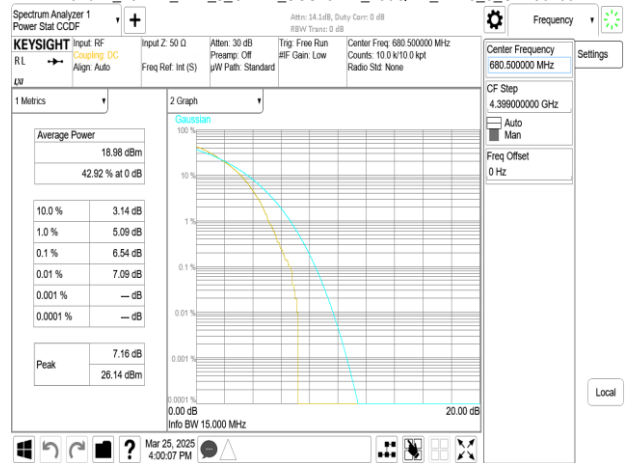 Spectrum Analyzer 1
Power Stat CCDF
Attn: 14.1dB, Duty Corr: 0 dB
RBW Trans: 0 dB
Frequency
KEYSIGHT
RL
Input: RF
Coupling: DC
Align: Auto
Input Z: 50 Ω
Freq Ref: Int (S)
Atten: 30 dB
Preamp: Off
µW Path: Standard
Trig: Free Run
#IF Gain: Low
Center Freq: 680.500000 MHz
Counts: 10.0 k/10.0 kpt
Radio Std: None
Center Frequency
680.500000 MHz
Settings
CF Step
4.399000000 GHz
Auto
Man
Freq Offset
0 Hz
1 Metrics
Average Power
18.98 dBm
42.92 % at 0 dB
10.0 % 3.14 dB
1.0 % 5.09 dB
0.1 % 6.54 dB
0.01 % 7.09 dB
0.001 % --- dB
0.0001 % --- dB
Peak
7.16 dB
26.14 dBm
2 Graph
Gaussian
100 %
10 %
1 %
0.1 %
0.01 %
0.001 %
0.0001 %
0.00 dB
20.00 dB
Info BW 15.000 MHz
Local
?
Mar 25, 2025
4:00:07 PM